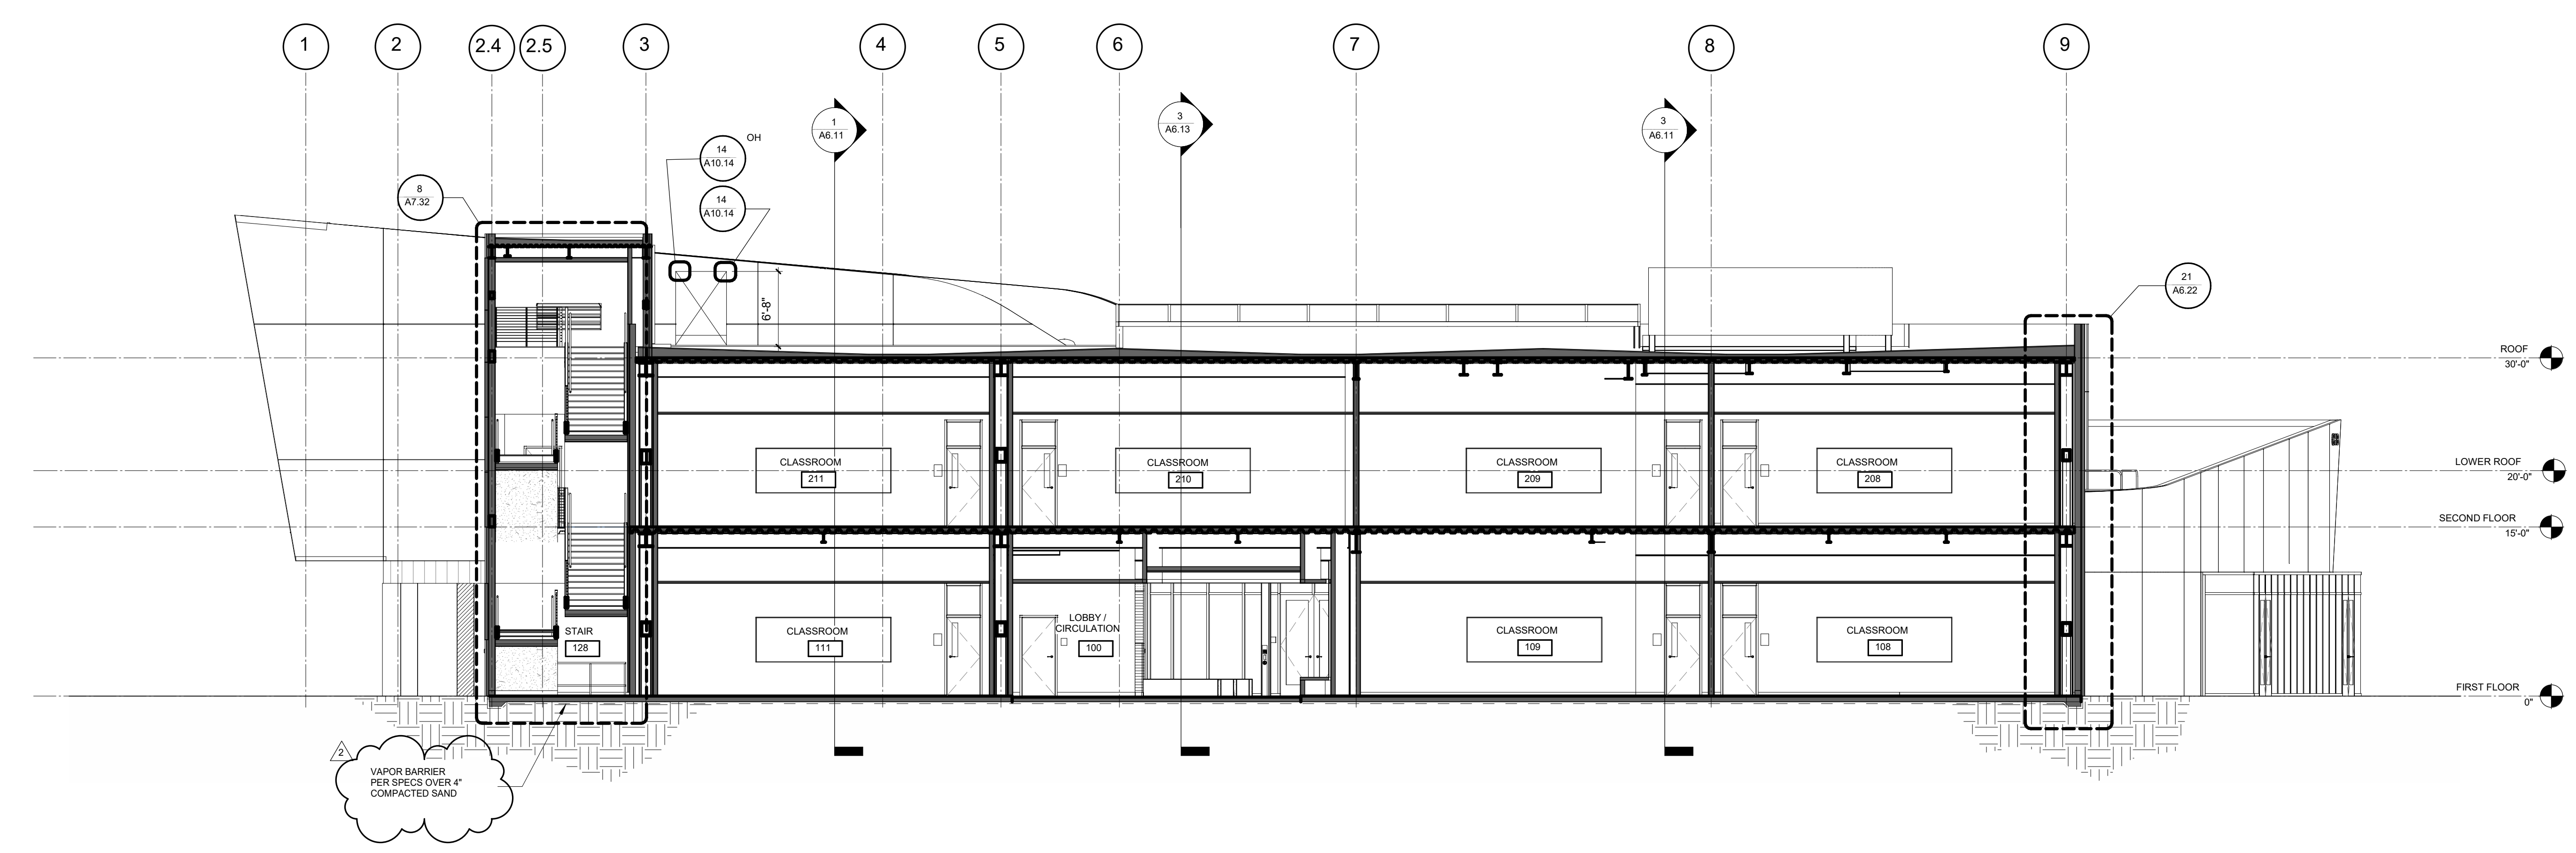 1
2
2.4
2.5
3
4
5
6
7
8
9
1
A6.11
3
A6.13
3
A6.11
14
A10.14
OH
14
A10.14
8
A7.32
21
A6.22
6'-8"
ROOF
30'-0"
LOWER ROOF
20'-0"
SECOND FLOOR
15'-0"
FIRST FLOOR
0"
CLASSROOM
211
CLASSROOM
210
CLASSROOM
209
CLASSROOM
208
STAIR
128
CLASSROOM
111
LOBBY /
CIRCULATION
100
CLASSROOM
109
CLASSROOM
108
2
VAPOR BARRIER
PER SPECS OVER 4"
COMPACTED SAND